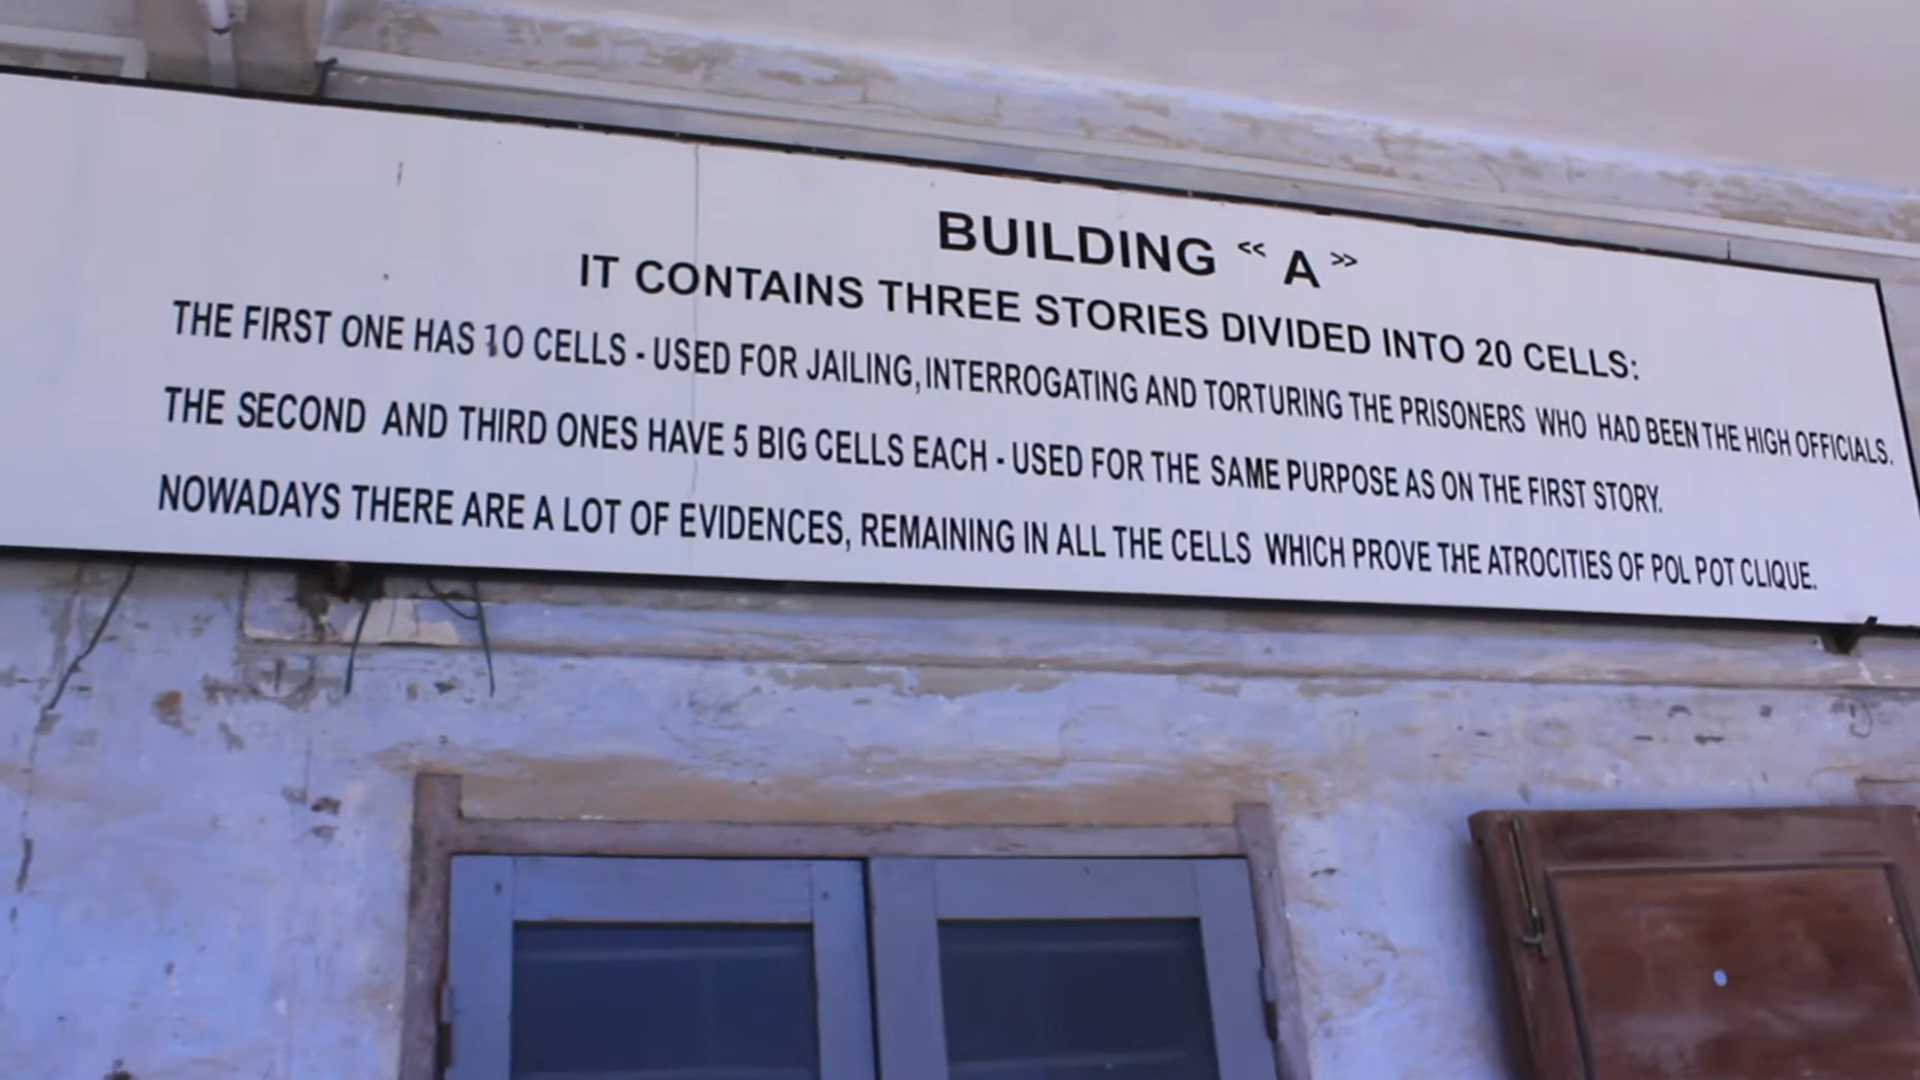 BUILDING << A >>
IT CONTAINS THREE STORIES DIVIDED INTO 20 CELLS:
THE FIRST ONE HAS 10 CELLS - USED FOR JAILING, INTERROGATING AND TORTURING THE PRISONERS WHO HAD BEEN THE HIGH OFFICIALS.
THE SECOND AND THIRD ONES HAVE 5 BIG CELLS EACH - USED FOR THE SAME PURPOSE AS ON THE FIRST STORY.
NOWADAYS THERE ARE A LOT OF EVIDENCES, REMAINING IN ALL THE CELLS WHICH PROVE THE ATROCITIES OF POL POT CLIQUE.